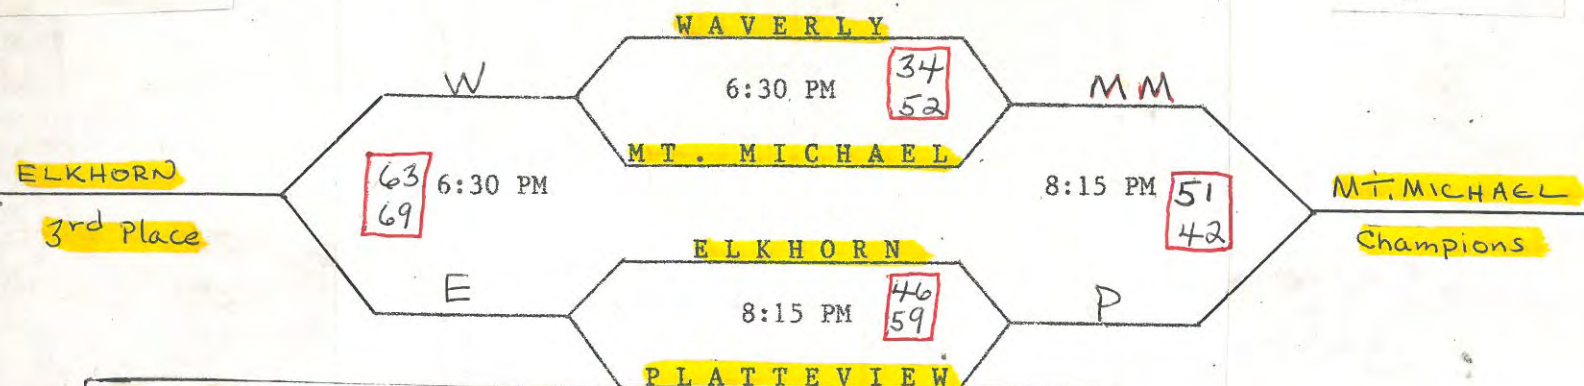 WAVERLY
W
6:30 PM
34
52
MM
MT. MICHAEL
ELKHORN
3rd Place
63
69
6:30 PM
8:15 PM
51
42
MT. MICHAEL
Champions
ELKHORN
E
8:15 PM
46
59
P
PLATTEVIEW